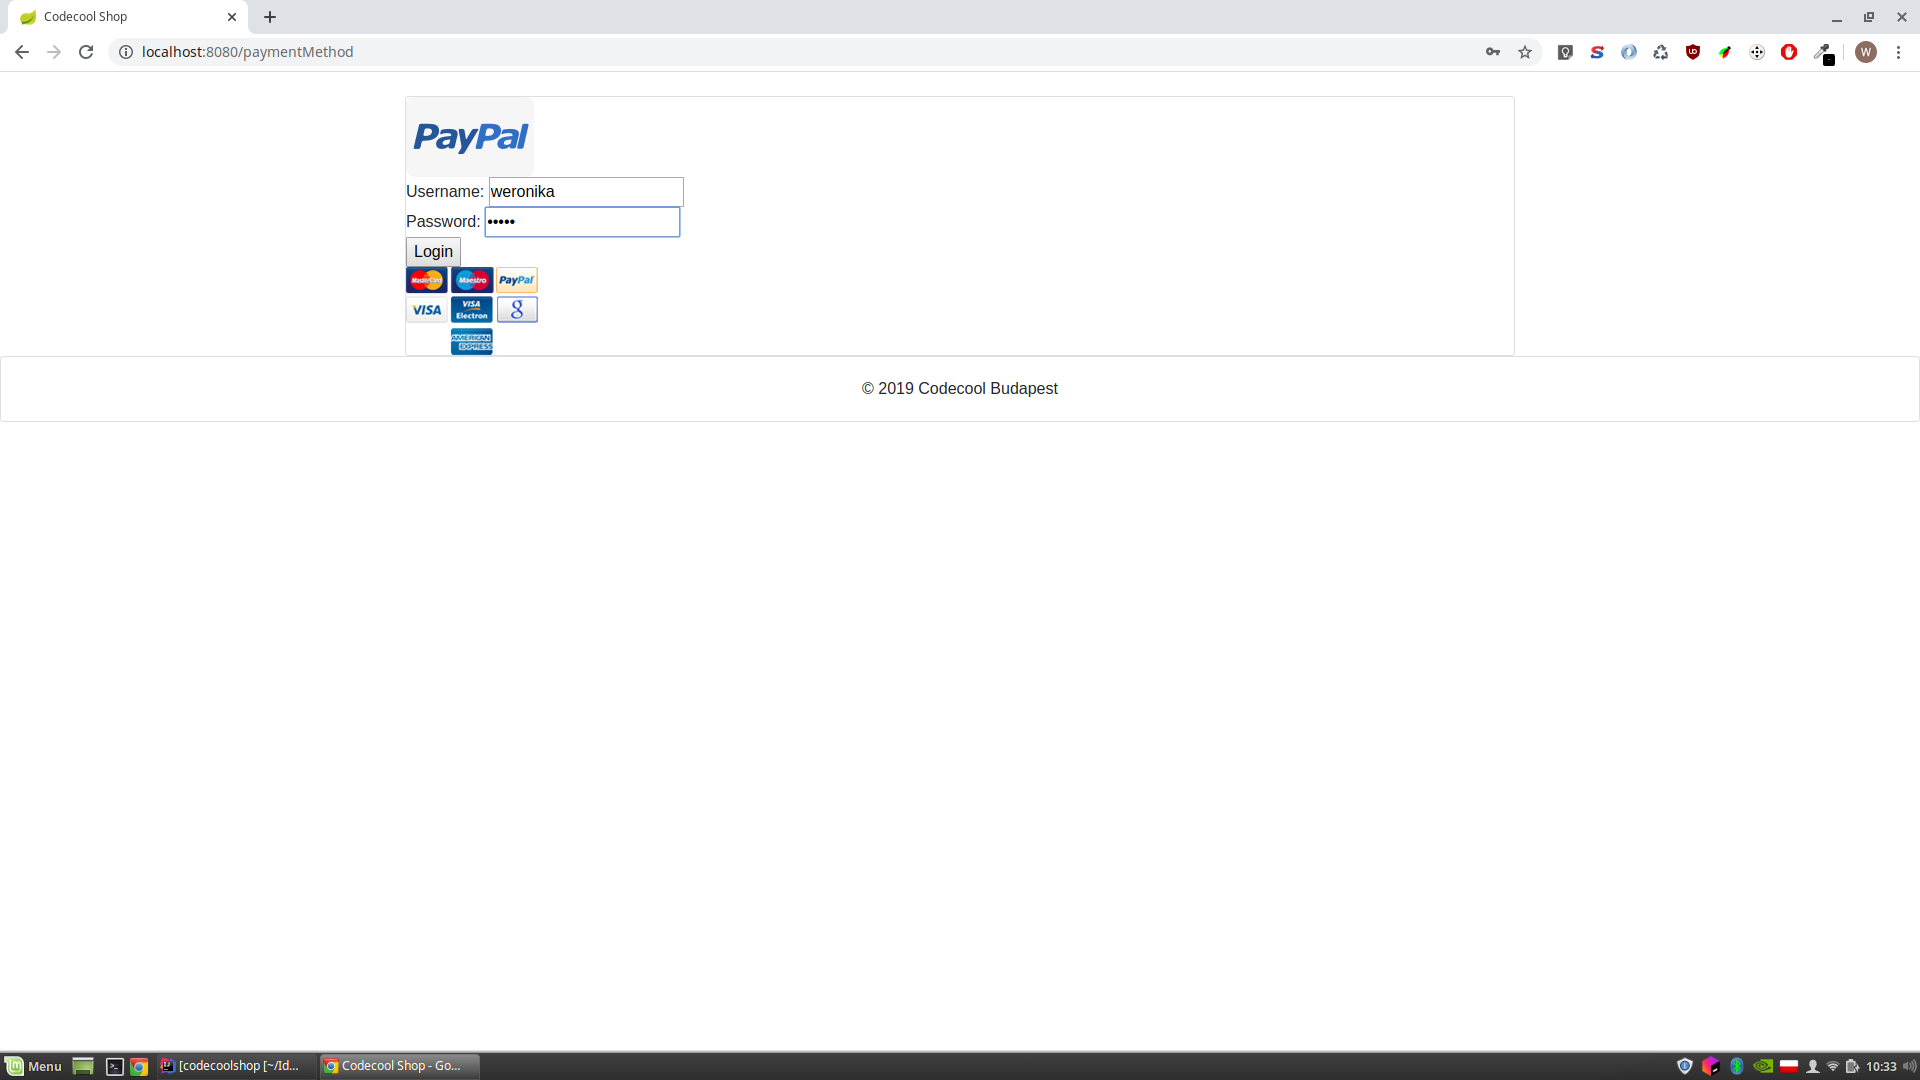 Codecool Shop
localhost:8080/paymentMethod
W
PayPal
Username: weronika
Password: •••••
Login
MasterCard Maestro PayPal
VISA VISA Electron g
AMERICAN EXPRESS
© 2019 Codecool Budapest
Menu [codecoolshop [~/Id... Codecool Shop - Go... 10:33